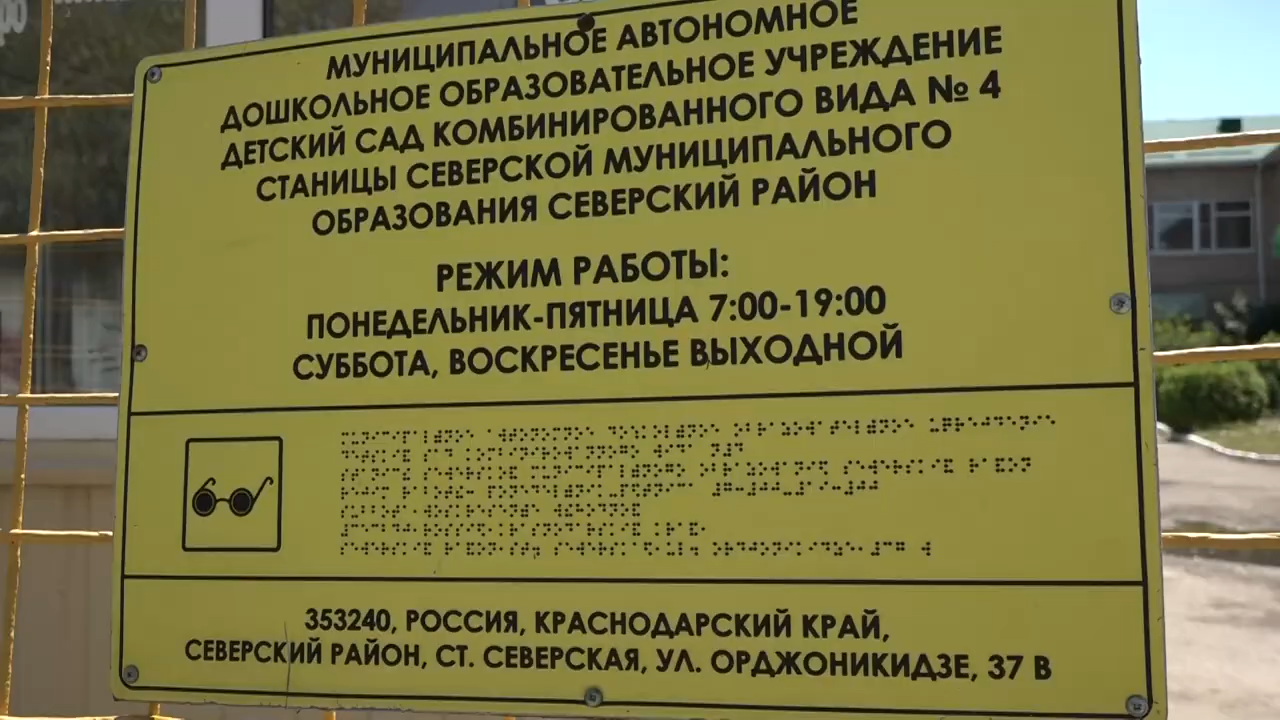 МУНИЦИПАЛЬНОЕ АВТОНОМНОЕ
ДОШКОЛЬНОЕ ОБРАЗОВАТЕЛЬНОЕ УЧРЕЖДЕНИЕ
ДЕТСКИЙ САД КОМБИНИРОВАННОГО ВИДА № 4
СТАНИЦЫ СЕВЕРСКОЙ МУНИЦИПАЛЬНОГО
ОБРАЗОВАНИЯ СЕВЕРСКИЙ РАЙОН
РЕЖИМ РАБОТЫ:
ПОНЕДЕЛЬНИК-ПЯТНИЦА 7:00-19:00
СУББОТА, ВОСКРЕСЕНЬЕ ВЫХОДНОЙ
353240, РОССИЯ, КРАСНОДАРСКИЙ КРАЙ,
СЕВЕРСКИЙ РАЙОН, СТ. СЕВЕРСКАЯ, УЛ. ОРДЖОНИКИДЗЕ, 37 В